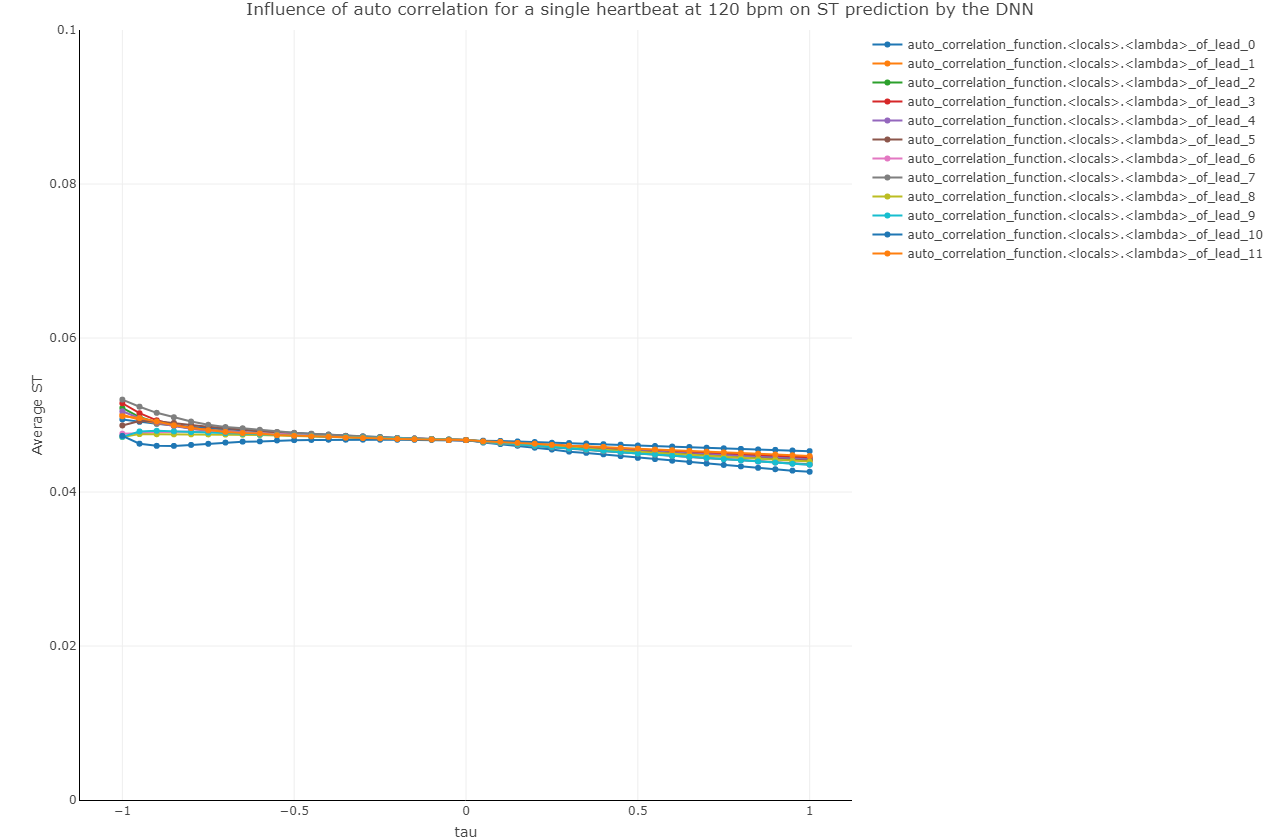 Influence of auto correlation for a single heartbeat at 120 bpm on ST prediction by the DNN
0.1
0.08
0.06
0.04
0.02
0
Average ST
−1
−0.5
0
0.5
1
tau
auto_correlation_function.<locals>.<lambda>_of_lead_0
auto_correlation_function.<locals>.<lambda>_of_lead_1
auto_correlation_function.<locals>.<lambda>_of_lead_2
auto_correlation_function.<locals>.<lambda>_of_lead_3
auto_correlation_function.<locals>.<lambda>_of_lead_4
auto_correlation_function.<locals>.<lambda>_of_lead_5
auto_correlation_function.<locals>.<lambda>_of_lead_6
auto_correlation_function.<locals>.<lambda>_of_lead_7
auto_correlation_function.<locals>.<lambda>_of_lead_8
auto_correlation_function.<locals>.<lambda>_of_lead_9
auto_correlation_function.<locals>.<lambda>_of_lead_10
auto_correlation_function.<locals>.<lambda>_of_lead_11